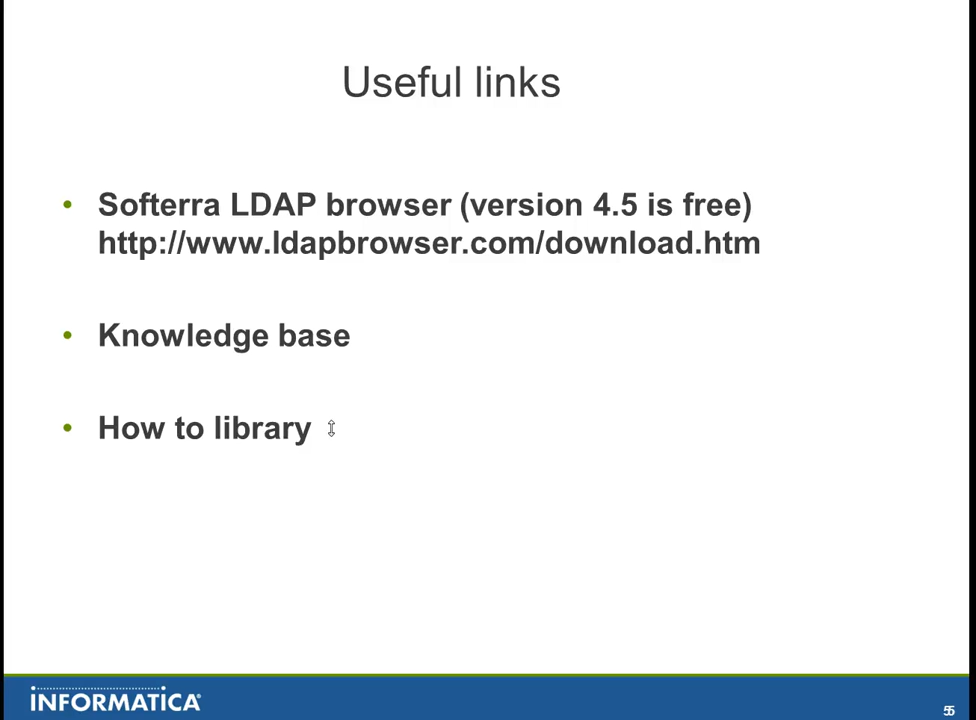 Useful links
• Softerra LDAP browser (version 4.5 is free)
http://www.ldapbrowser.com/download.htm
• Knowledge base
• How to library
INFORMATICA
55